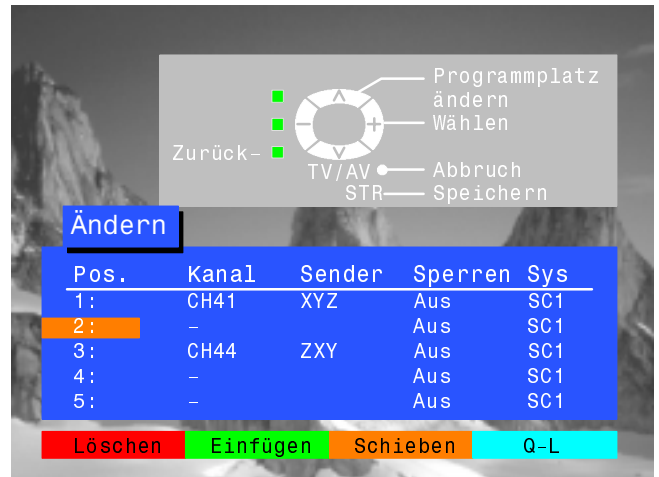 Programmplatz
ändern
Wählen
Zurück–
TV/AV Abbruch
STR Speichern
Ändern
Pos. Kanal Sender Sperren Sys
1: CH41 XYZ Aus SC1
2: – Aus SC1
3: CH44 ZXY Aus SC1
4: – Aus SC1
5: – Aus SC1
Löschen Einfügen Schieben Q–L